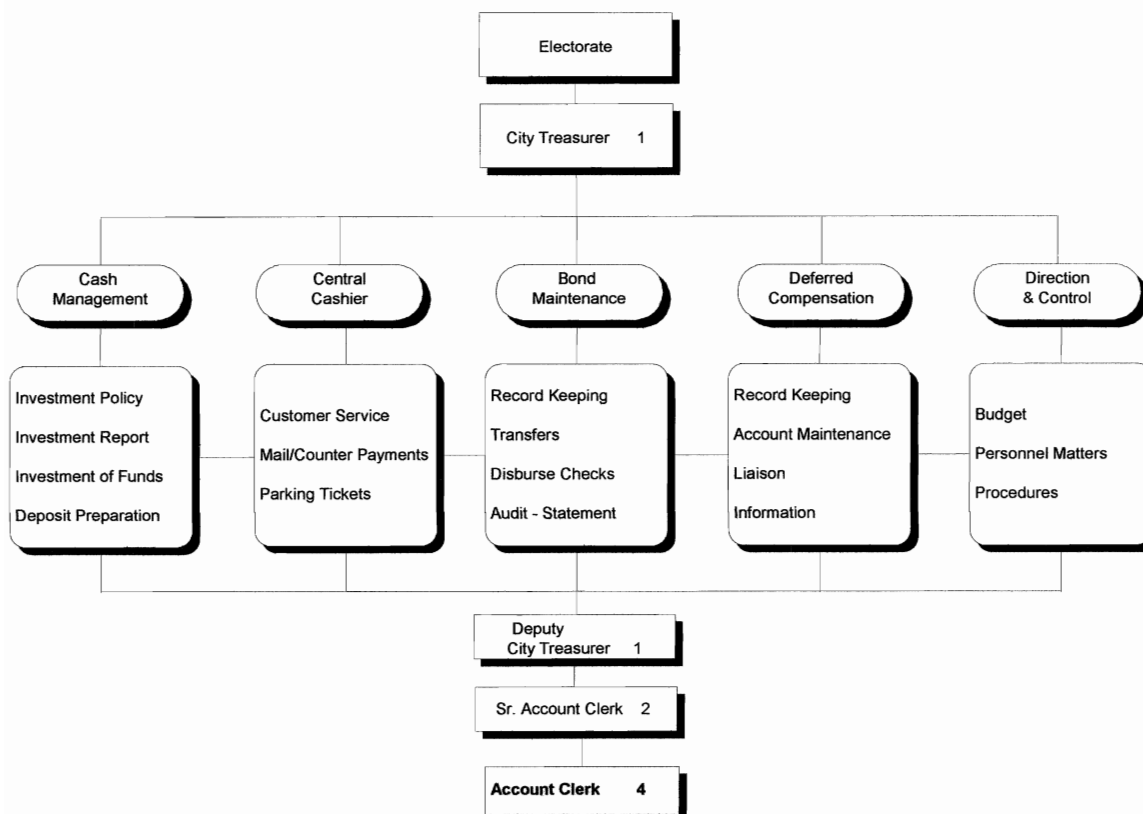 Electorate
City Treasurer 1
Cash
Management
Central
Cashier
Bond
Maintenance
Deferred
Compensation
Direction
& Control
Investment Policy
Investment Report
Investment of Funds
Deposit Preparation
Customer Service
Mail/Counter Payments
Parking Tickets
Record Keeping
Transfers
Disburse Checks
Audit - Statement
Record Keeping
Account Maintenance
Liaison
Information
Budget
Personnel Matters
Procedures
Deputy
City Treasurer 1
Sr. Account Clerk 2
Account Clerk 4